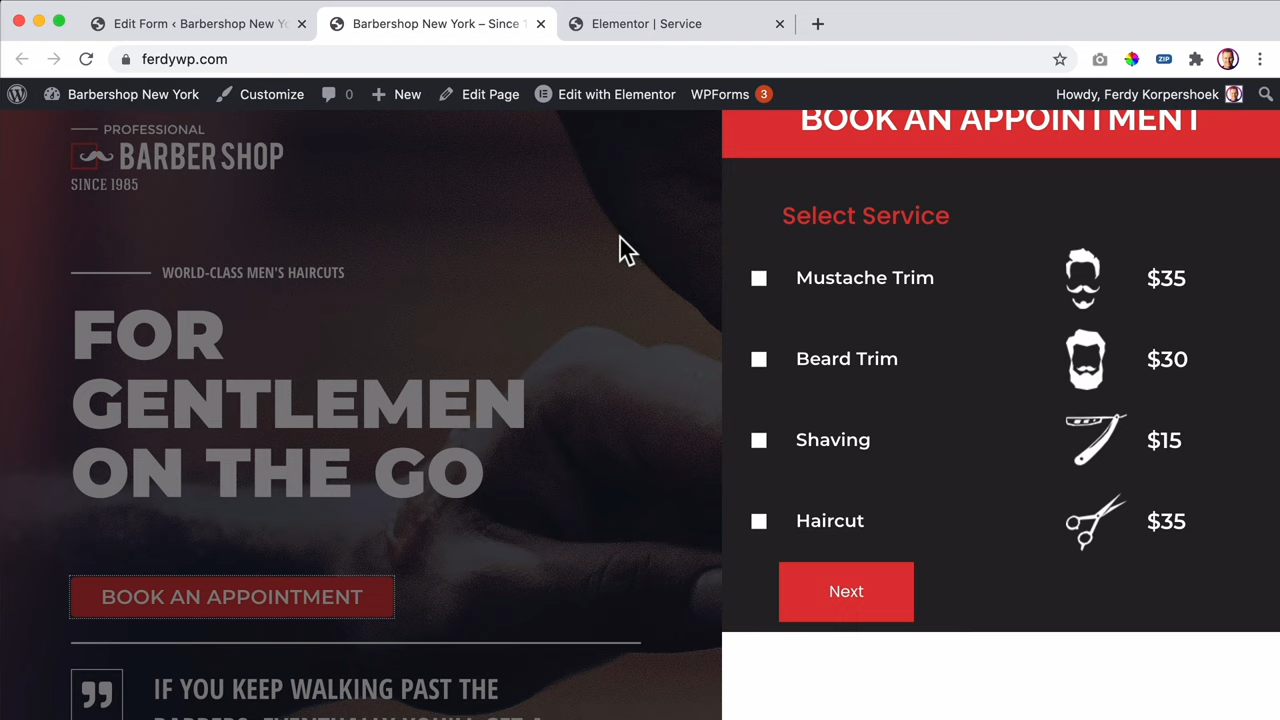 Edit Form ‹ Barbershop New Yo
Barbershop New York – Since 1
Elementor | Service
ferdywp.com
ZIP
Barbershop New York
Customize
0
New
Edit Page
Edit with Elementor
WPForms 3
Howdy, Ferdy Korpershoek
PROFESSIONAL
BARBER SHOP
SINCE 1985
WORLD-CLASS MEN'S HAIRCUTS
FOR
GENTLEMEN
ON THE GO
BOOK AN APPOINTMENT
IF YOU KEEP WALKING PAST THE
BOOK AN APPOINTMENT
Select Service
Mustache Trim $35
Beard Trim $30
Shaving $15
Haircut $35
Next